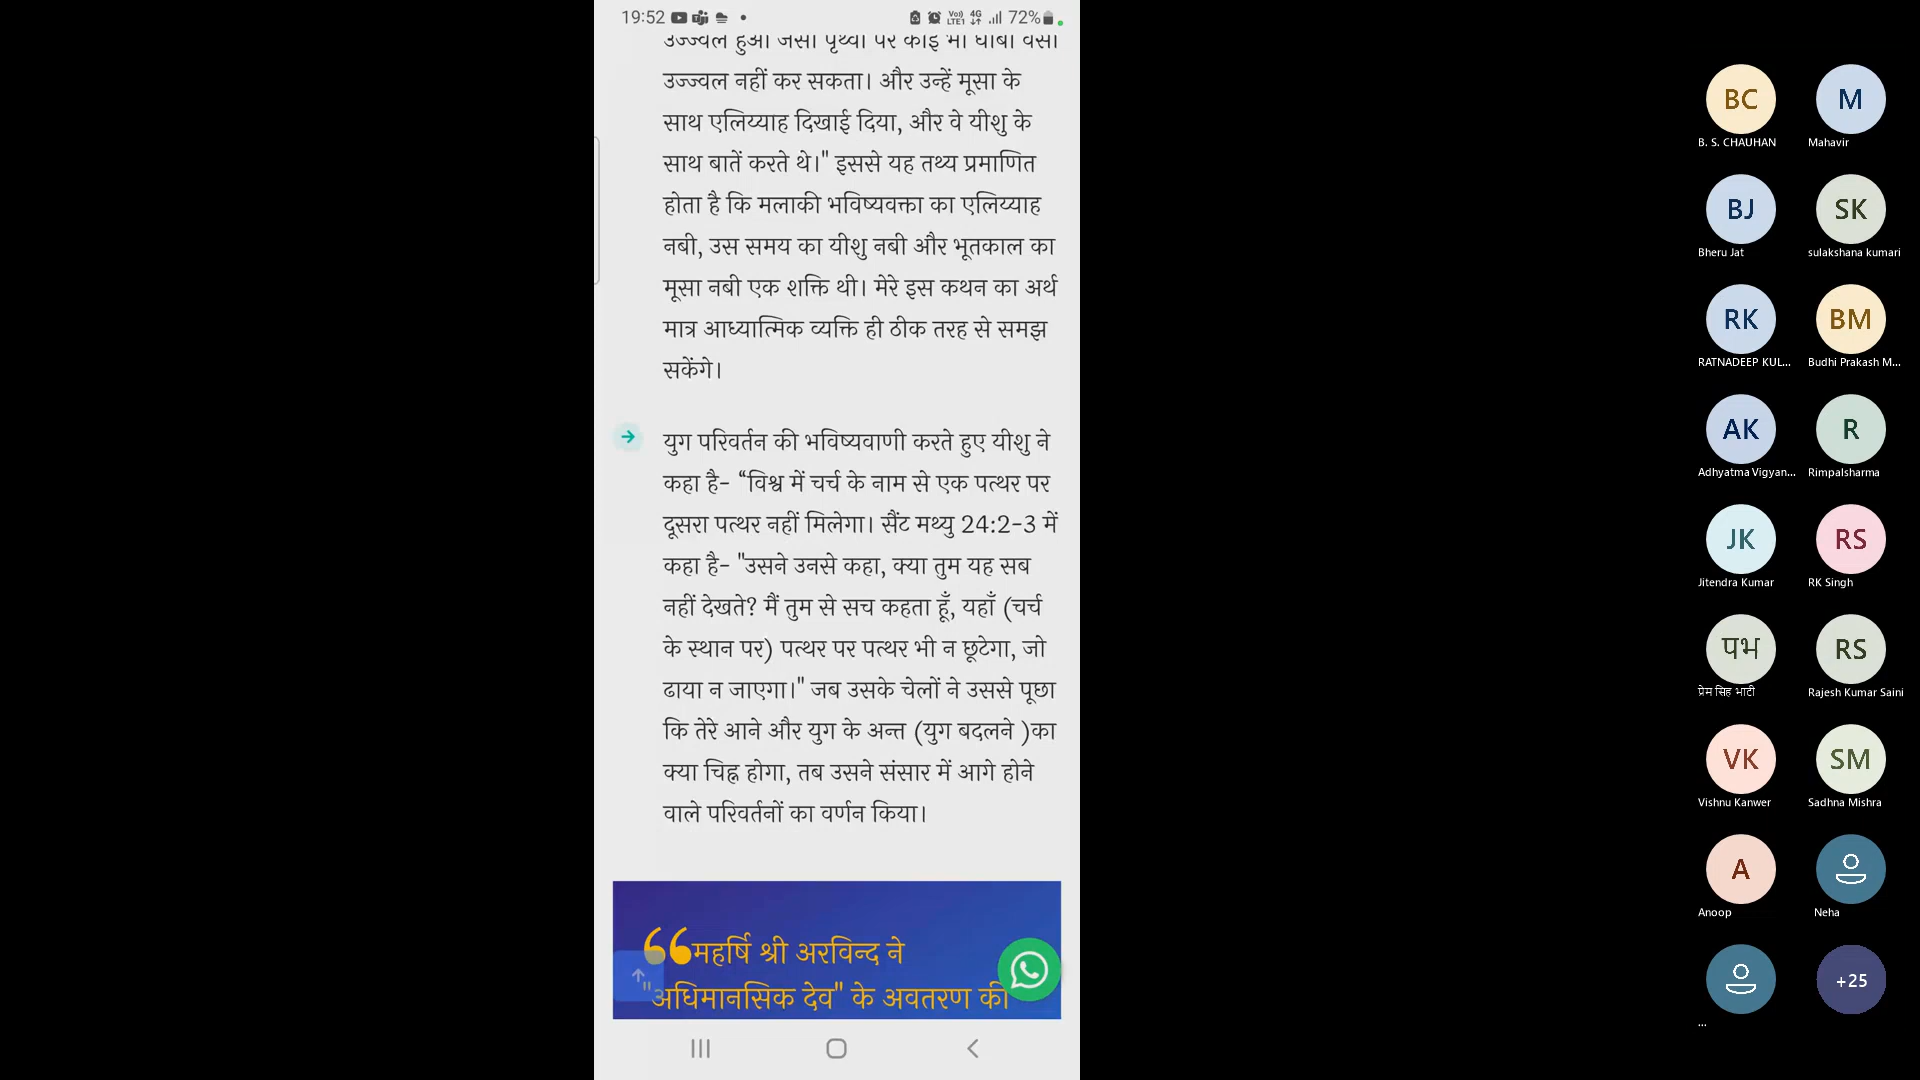 19:52
Vo)) LTE1 4G 72%
उज्ज्वल हुआ जैसा पृथ्वी पर कोई भी धोबी वैसा
उज्ज्वल नहीं कर सकता। और उन्हें मूसा के
साथ एलिय्याह दिखाई दिया, और वे यीशु के
साथ बातें करते थे।" इससे यह तथ्य प्रमाणित
होता है कि मलाकी भविष्यवक्ता का एलिय्याह
नबी, उस समय का यीशु नबी और भूतकाल का
मूसा नबी एक शक्ति थी। मेरे इस कथन का अर्थ
मात्र आध्यात्मिक व्यक्ति ही ठीक तरह से समझ
सकेंगे।
युग परिवर्तन की भविष्यवाणी करते हुए यीशु ने
कहा है- “विश्व में चर्च के नाम से एक पत्थर पर
दूसरा पत्थर नहीं मिलेगा। सैंट मथ्यु 24:2-3 में
कहा है- "उसने उनसे कहा, क्या तुम यह सब
नहीं देखते? मैं तुम से सच कहता हूँ, यहाँ (चर्च
के स्थान पर) पत्थर पर पत्थर भी न छूटेगा, जो
ढाया न जाएगा।" जब उसके चेलों ने उससे पूछा
कि तेरे आने और युग के अन्त (युग बदलने )का
क्या चिह्न होगा, तब उसने संसार में आगे होने
वाले परिवर्तनों का वर्णन किया।
“महर्षि श्री अरविन्द ने
"अधिमानसिक देव" के अवतरण की
BC M
B. S. CHAUHAN Mahavir
BJ SK
Bheru Jat sulakshana kumari
RK BM
RATNADEEP KUL... Budhi Prakash M...
AK R
Adhyatma Vigyan... Rimpalsharma
JK RS
Jitendra Kumar RK Singh
पभ RS
प्रेम सिंह भाटी Rajesh Kumar Saini
VK SM
Vishnu Kanwer Sadhna Mishra
A
Anoop Neha
+25
...